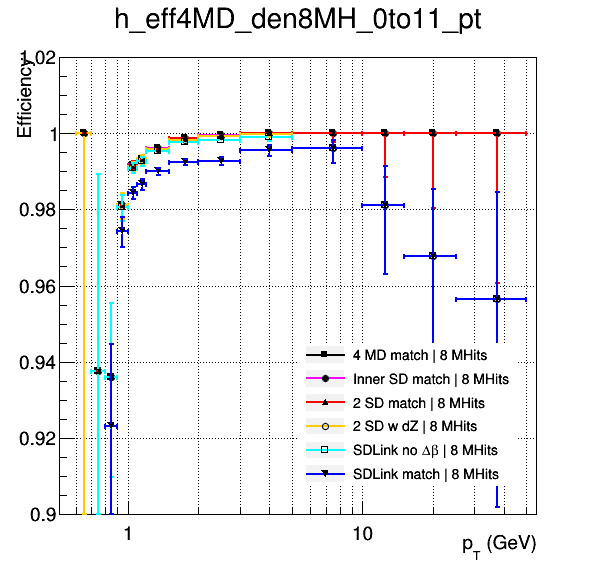 h_eff4MD_den8MH_0to11_pt
Efficiency
1.02
1
0.98
0.96
0.94
0.92
0.9
4 MD match | 8 MHits
Inner SD match | 8 MHits
2 SD match | 8 MHits
2 SD w dZ | 8 MHits
SDLink no Δβ | 8 MHits
SDLink match | 8 MHits
1
10
p_T (GeV)